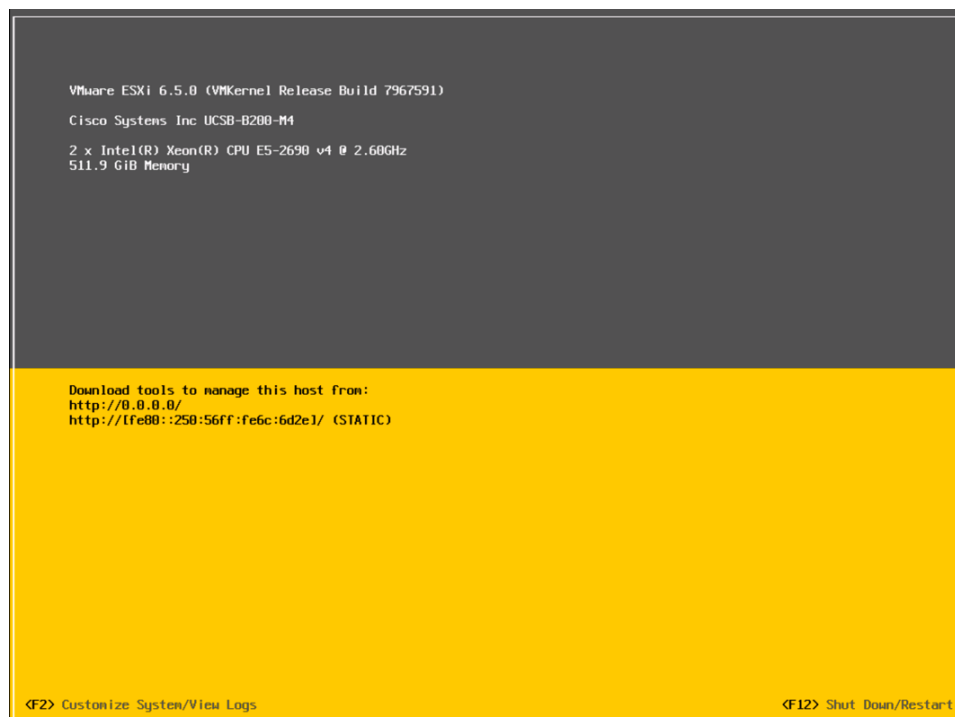 VMware ESXi 6.5.0 (VMKernel Release Build 7967591)
Cisco Systems Inc UCSB-B200-M4
2 x Intel(R) Xeon(R) CPU E5-2690 v4 @ 2.60GHz
511.9 GiB Memory
Download tools to manage this host from:
http://0.0.0.0/
http://[fe80::250:56ff:fe6c:6d2e]/ (STATIC)
<F2> Customize System/View Logs
<F12> Shut Down/Restart